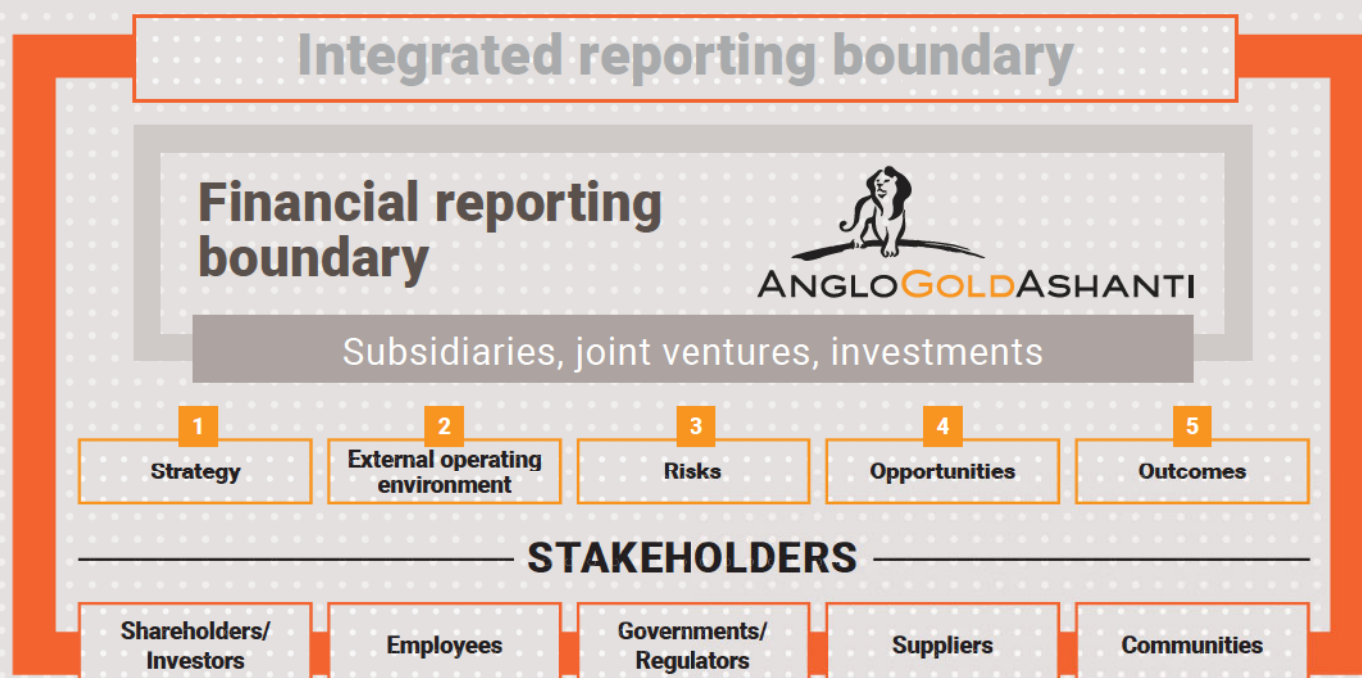 Integrated reporting boundary
Financial reporting
boundary
ANGLOGOLDASHANTI
Subsidiaries, joint ventures, investments
1
2
3
4
5
Strategy
External operating
environment
Risks
Opportunities
Outcomes
STAKEHOLDERS
Shareholders/
Investors
Employees
Governments/
Regulators
Suppliers
Communities